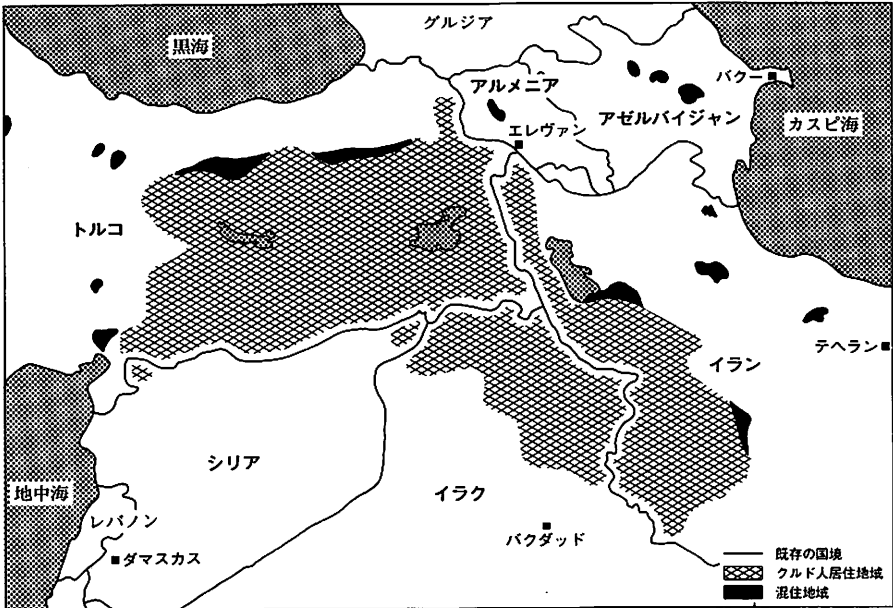 グルジア
黒海
アルメニア
バクー
アゼルバイジャン
カスピ海
エレヴァン
トルコ
テヘラン
イラン
シリア
地中海
イラク
レバノン
バクダッド
ダマスカス
既存の国境
クルド人居住地域
混住地域